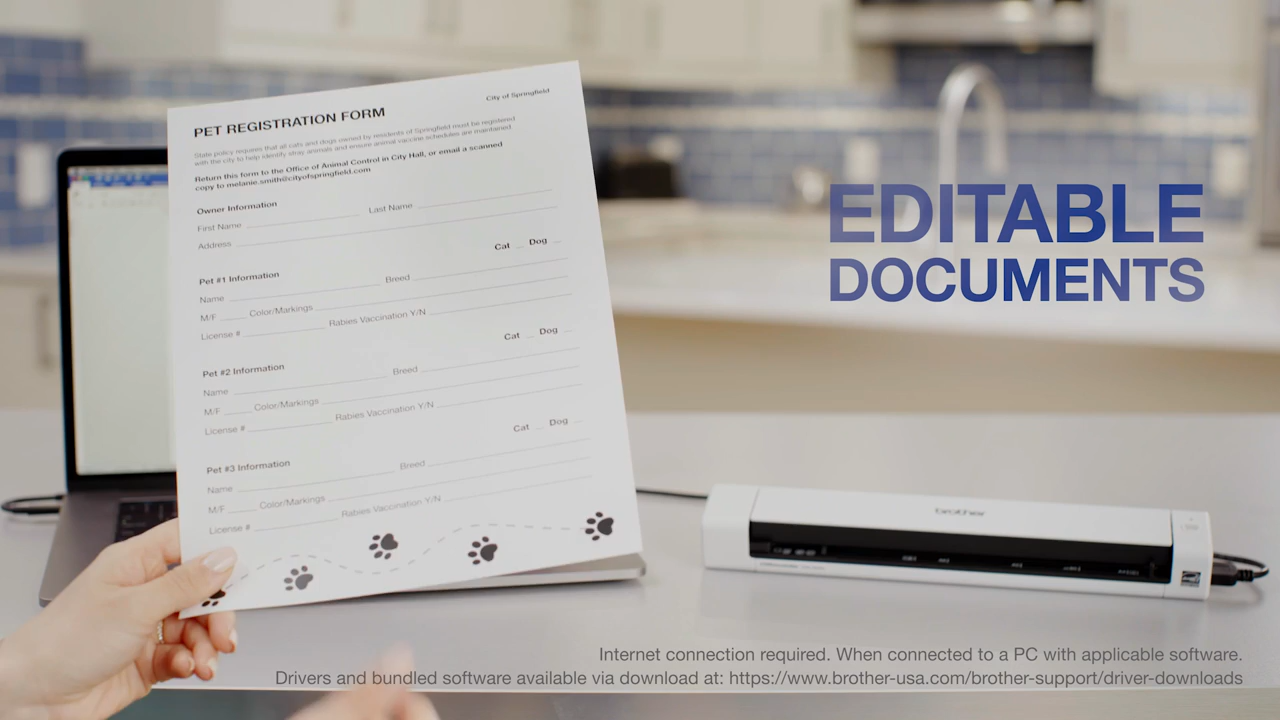 City of Springfield
PET REGISTRATION FORM
State policy requires that all cats and dogs owned by residents of Springfield must be registered
with the city to help identify stray animals and ensure animal vaccine schedules are maintained.
Return this form to the Office of Animal Control in City Hall, or email a scanned
copy to melanie.smith@cityofspringfield.com
Owner Information
First Name Last Name
Address
Cat Dog
Pet #1 Information
Name Breed
M/F Color/Markings
License # Rabies Vaccination Y/N
Cat Dog
Pet #2 Information
Name Breed
M/F Color/Markings
License # Rabies Vaccination Y/N
Cat Dog
Pet #3 Information
Name Breed
M/F Color/Markings
License # Rabies Vaccination Y/N
EDITABLE
DOCUMENTS
brother
Internet connection required. When connected to a PC with applicable software.
Drivers and bundled software available via download at: https://www.brother-usa.com/brother-support/driver-downloads